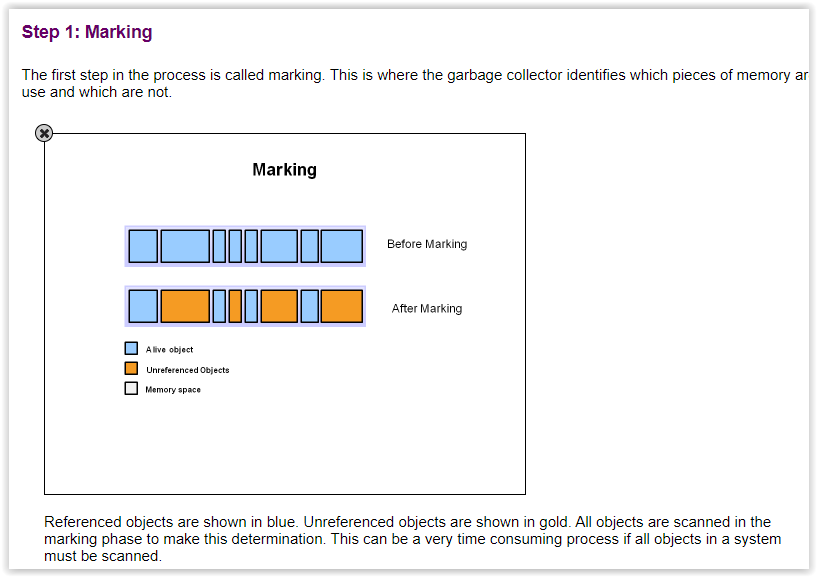 Step 1: Marking
The first step in the process is called marking. This is where the garbage collector identifies which pieces of memory ar
use and which are not.
Marking
Before Marking
After Marking
Alive object
Unreferenced Objects
Memory space
Referenced objects are shown in blue. Unreferenced objects are shown in gold. All objects are scanned in the
marking phase to make this determination. This can be a very time consuming process if all objects in a system
must be scanned.